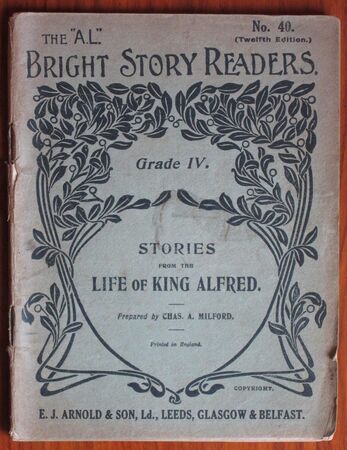 THE "A.L."
No. 40.
(Twelfth Edition.)
BRIGHT STORY READERS.
Grade IV.
STORIES
FROM THE
LIFE OF KING ALFRED.
Prepared by CHAS. A. MILFORD.
Printed in England.
COPYRIGHT.
E. J. ARNOLD & SON, Ld., LEEDS, GLASGOW & BELFAST.